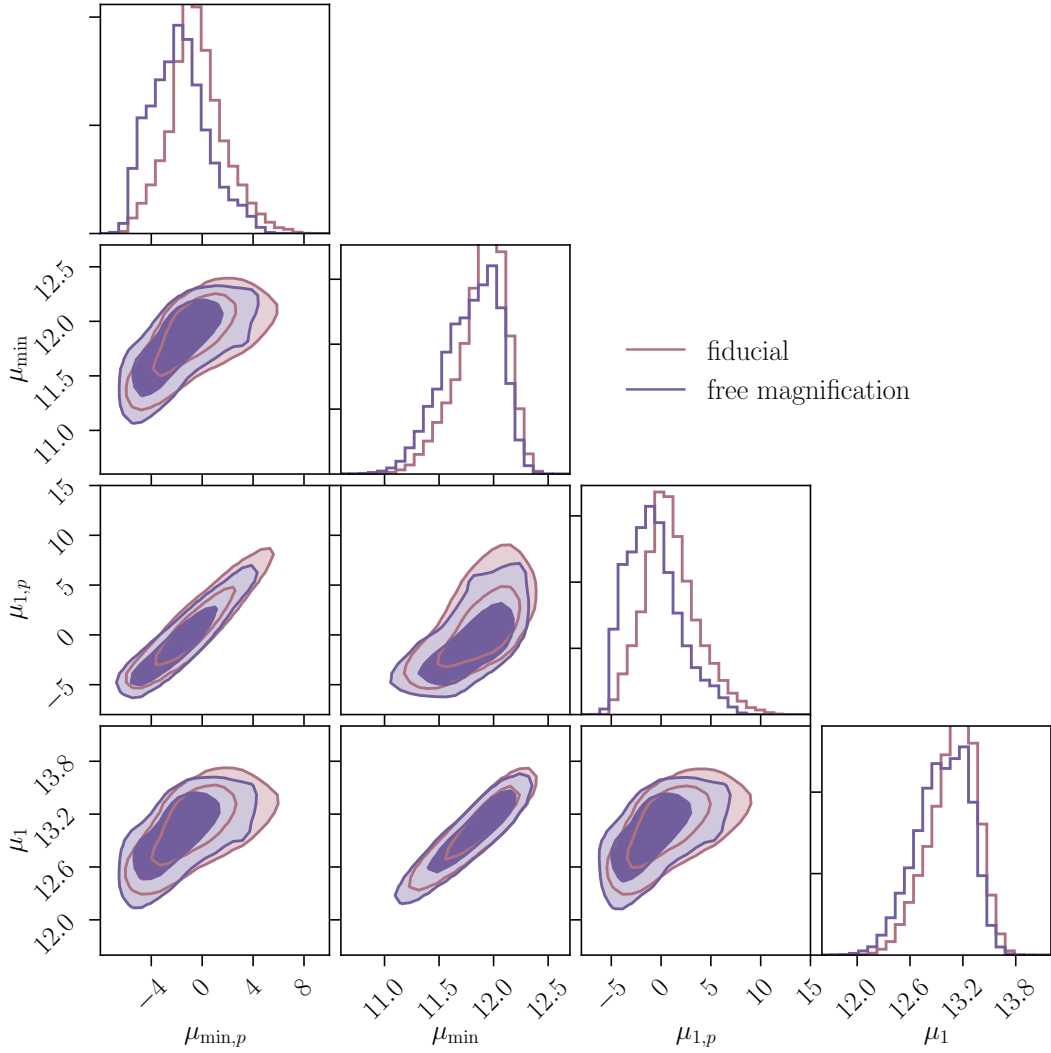 12.5
12.0
11.5
11.0
μmin
fiducial
free magnification
15
10
5
0
−5
μ1,p
13.8
13.2
12.6
12.0
μ1
−4 0 4 8
11.0 11.5 12.0 12.5
−5 0 5 10 15
12.0 12.6 13.2 13.8
μmin,p μmin μ1,p μ1